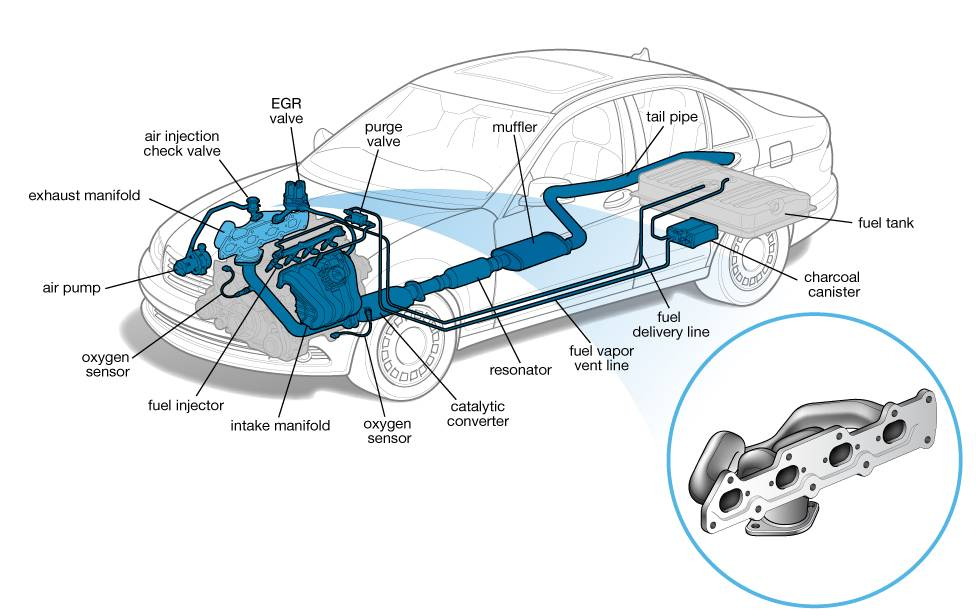 EGR
valve
air injection
check valve
purge
valve
muffler
tail pipe
exhaust manifold
fuel tank
air pump
charcoal
canister
oxygen
sensor
fuel injector
intake manifold
oxygen
sensor
catalytic
converter
resonator
fuel vapor
vent line
fuel
delivery line